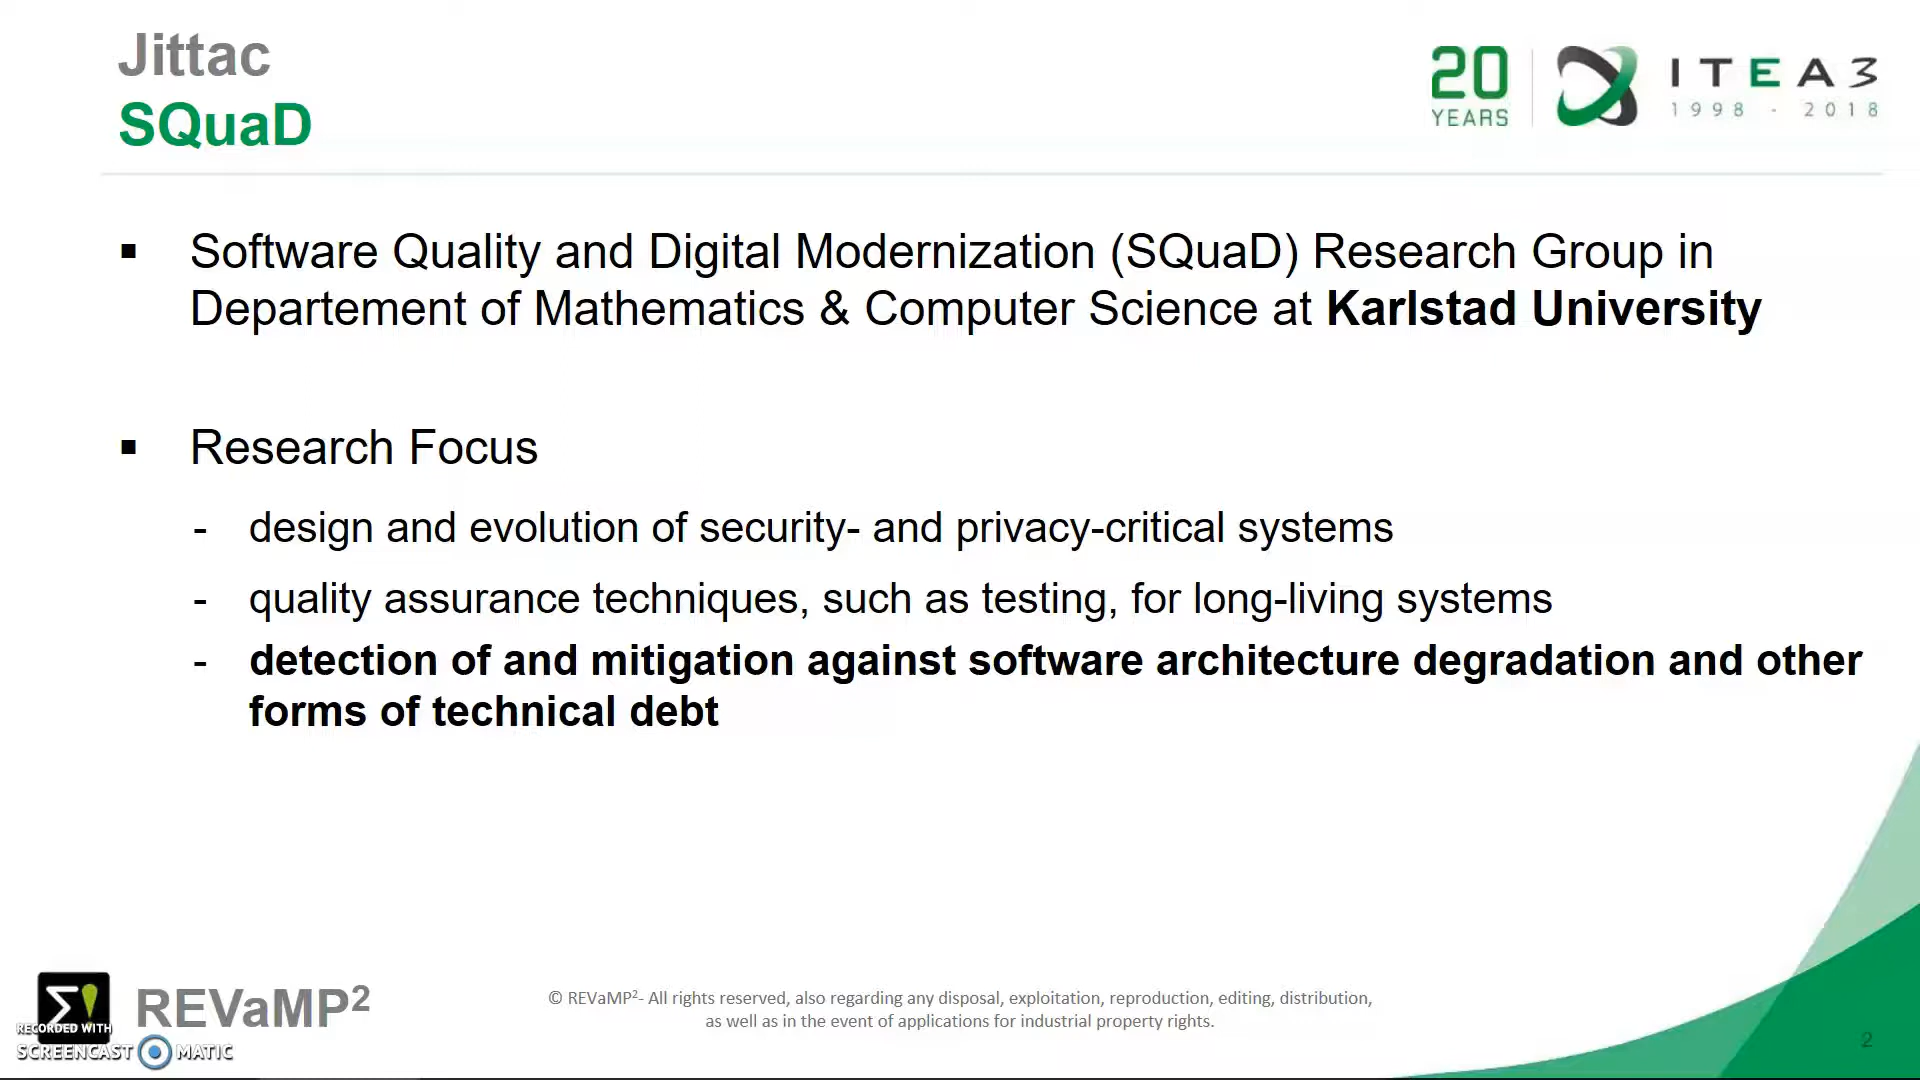 Jittac
SQuaD
20
YEARS
ITEA3
1998 - 2018
▪ Software Quality and Digital Modernization (SQuaD) Research Group in
Departement of Mathematics & Computer Science at Karlstad University
▪ Research Focus
- design and evolution of security- and privacy-critical systems
- quality assurance techniques, such as testing, for long-living systems
- detection of and mitigation against software architecture degradation and other
forms of technical debt
Σ! REVaMP²
© REVaMP²- All rights reserved, also regarding any disposal, exploitation, reproduction, editing, distribution,
as well as in the event of applications for industrial property rights.
RECORDED WITH
SCREENCAST MATIC
2